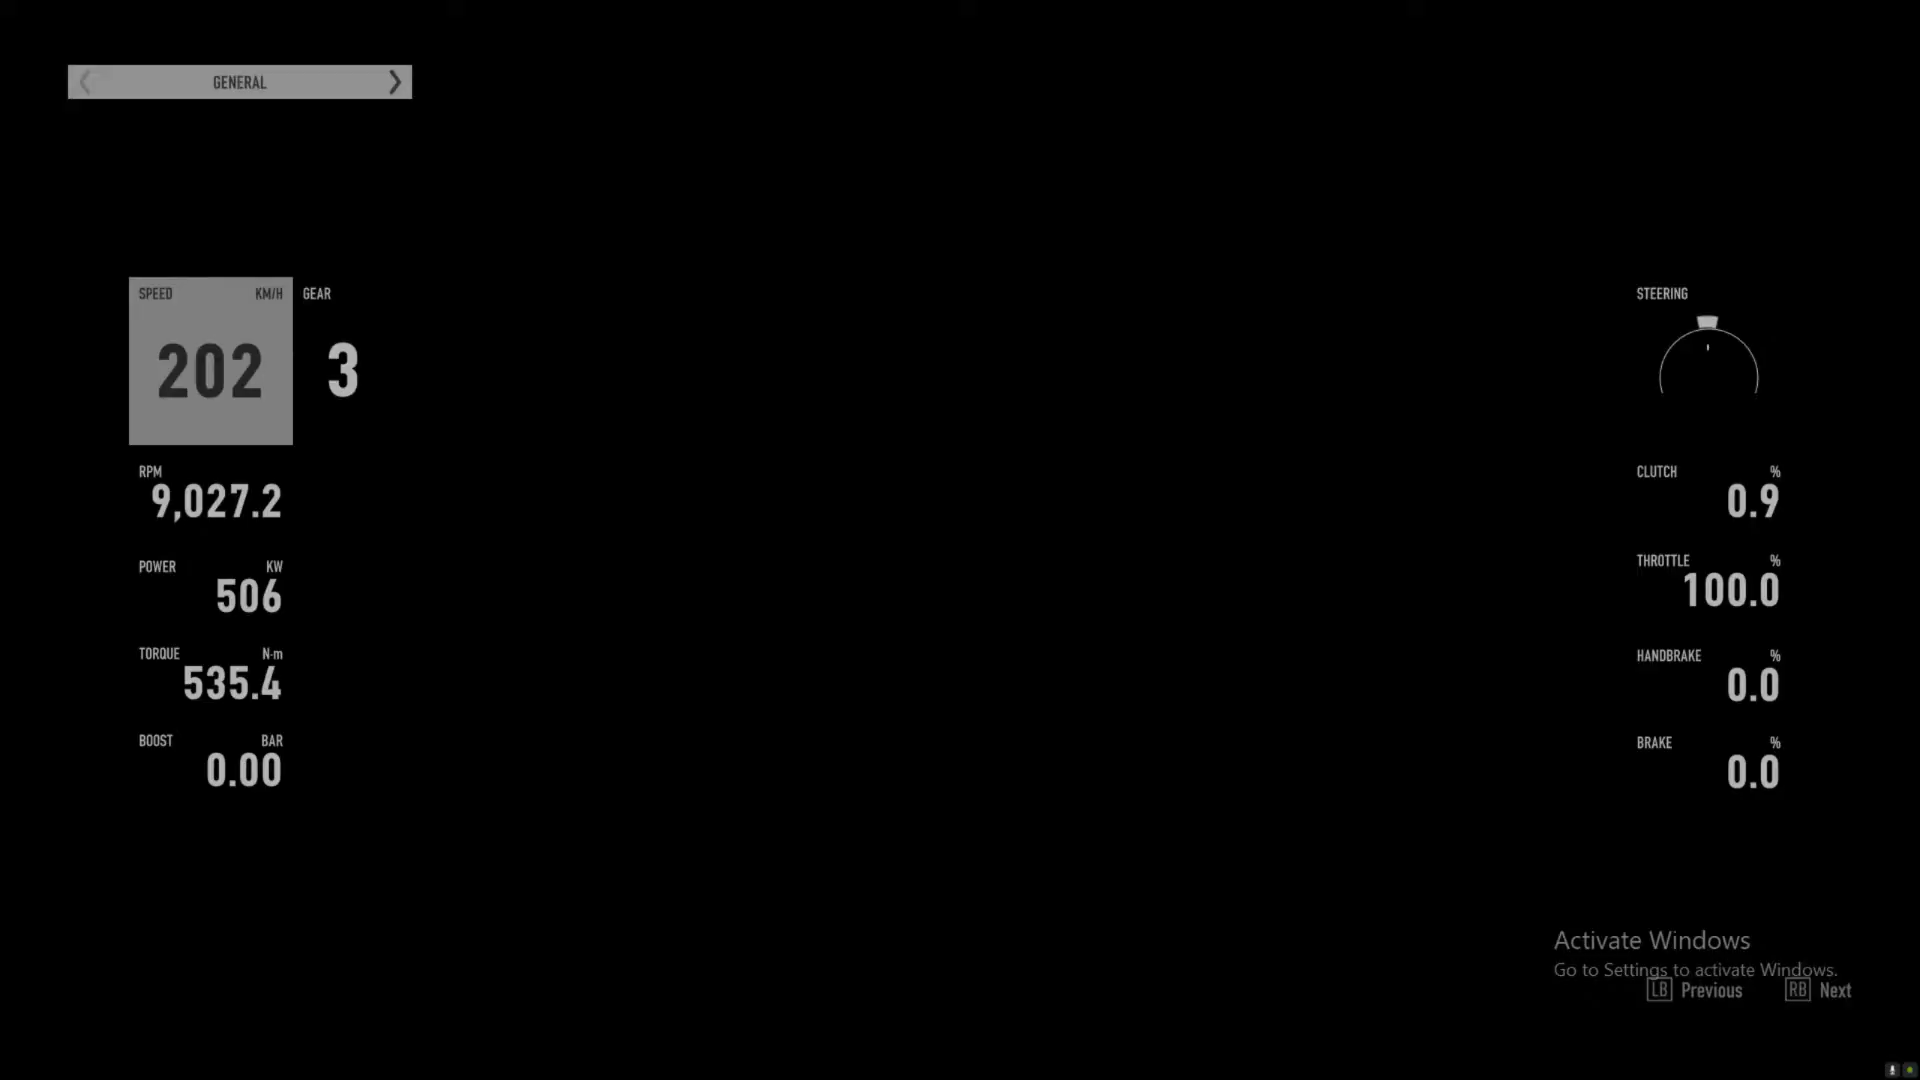 GENERAL
SPEED KM/H GEAR
202 3
RPM
9,027.2
POWER KW
506
TORQUE N·m
535.4
BOOST BAR
0.00
STEERING
CLUTCH %
0.9
THROTTLE %
100.0
HANDBRAKE %
0.0
BRAKE %
0.0
Activate Windows
Go to Settings to activate Windows.
LB Previous RB Next